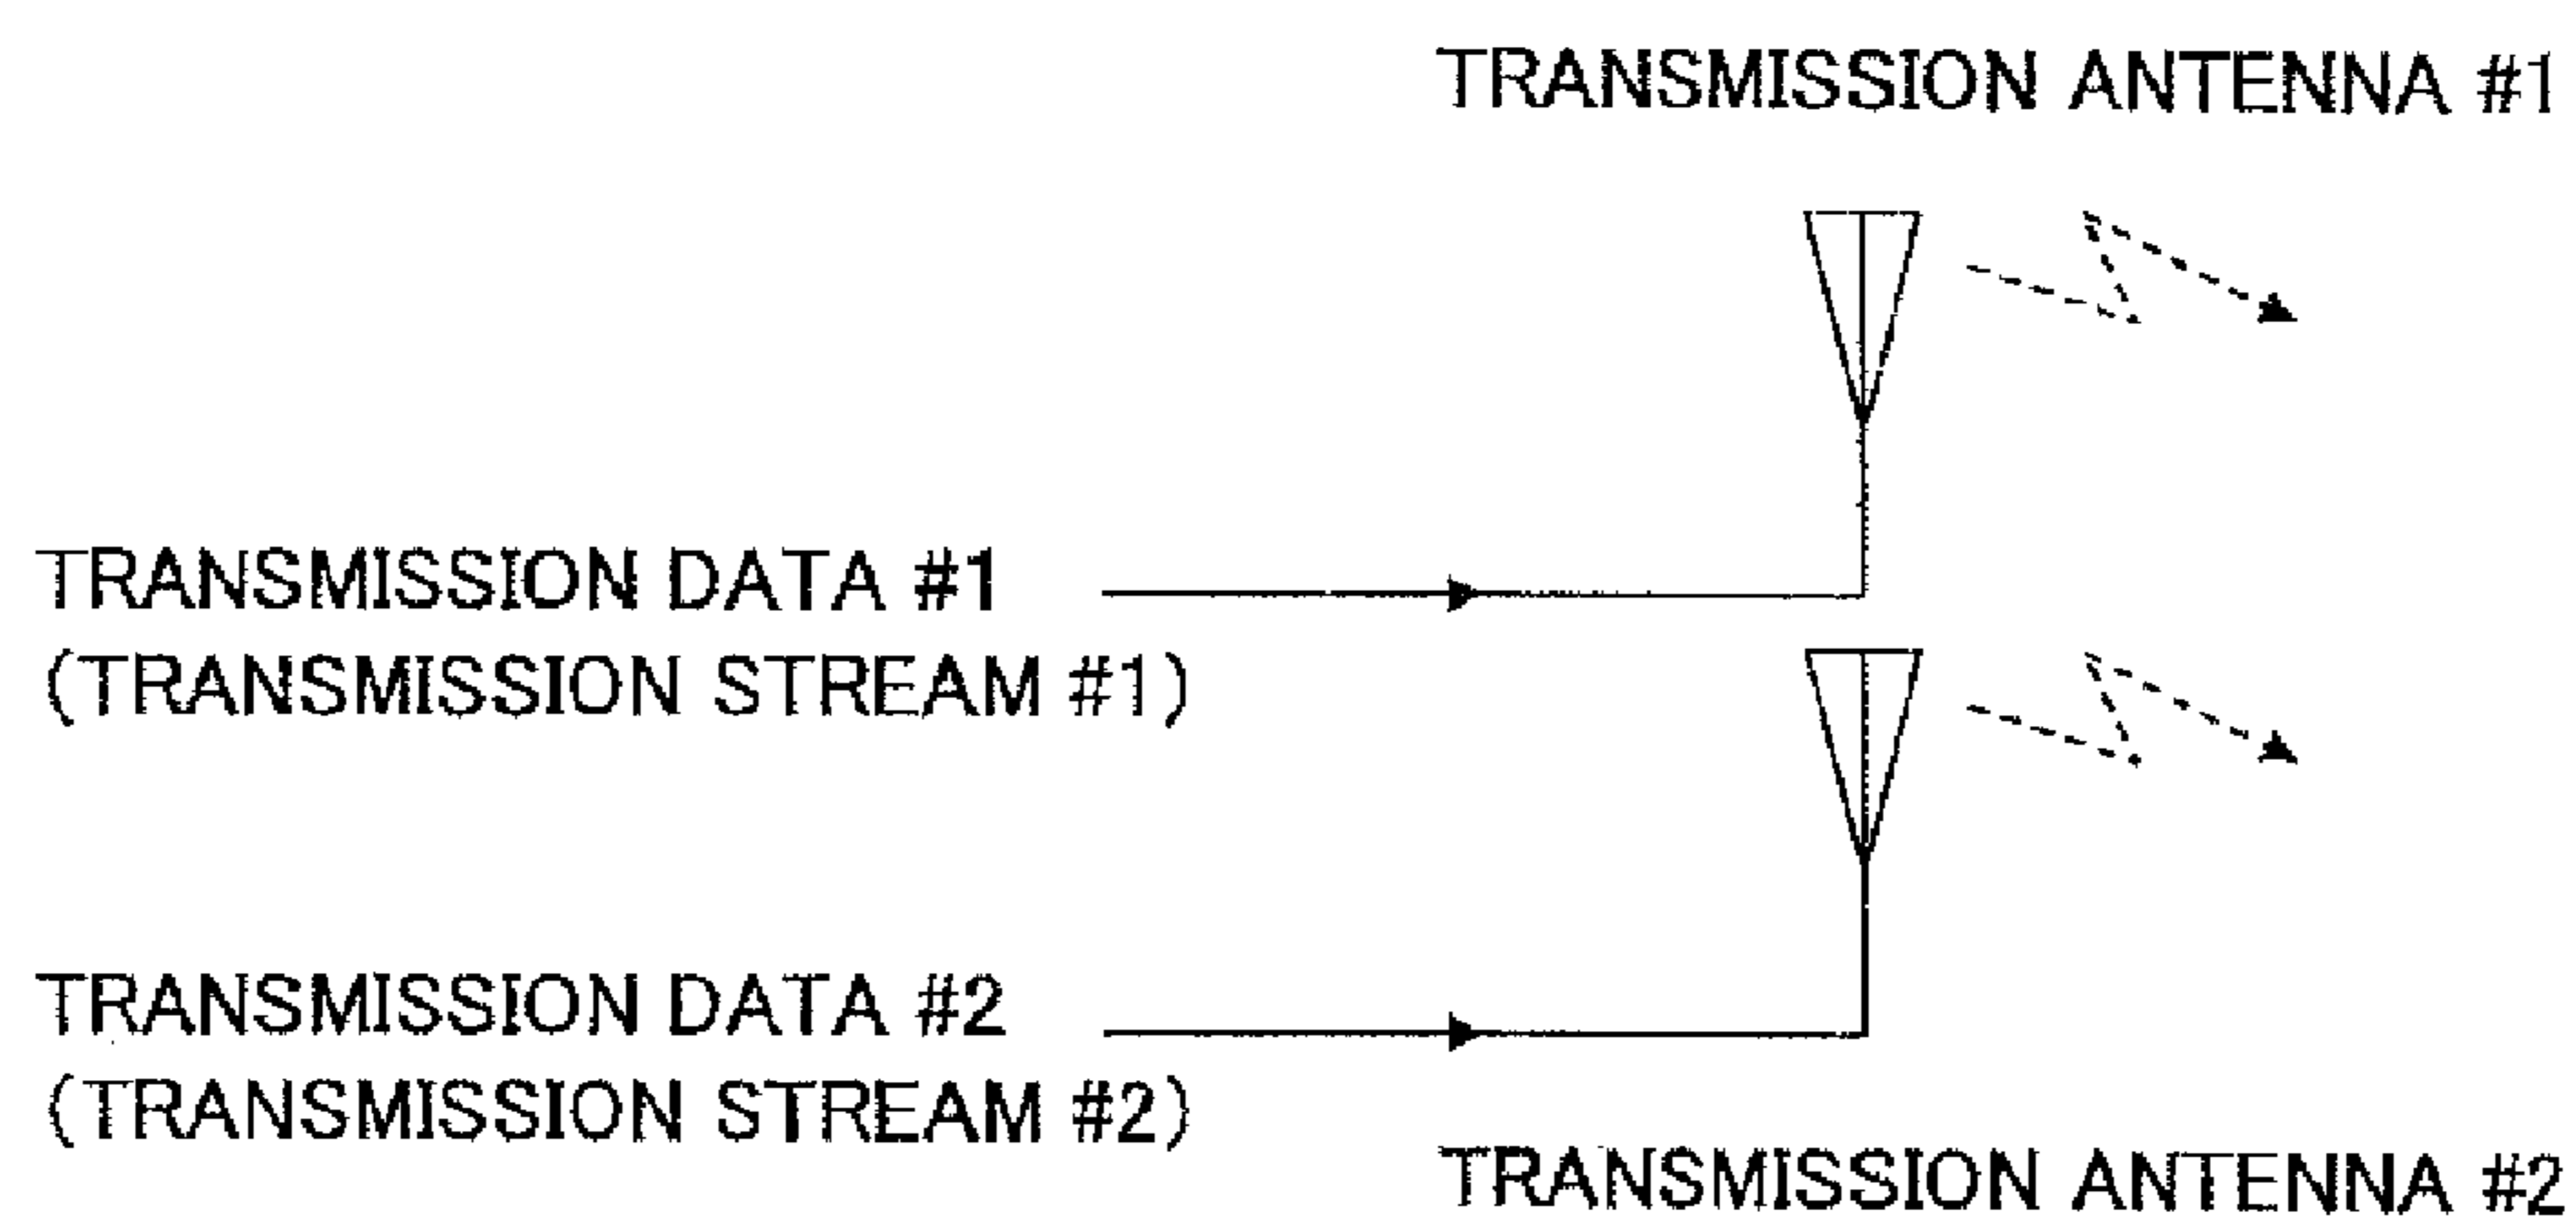 TRANSMISSION ANTENNA #1
TRANSMISSION DATA #1
(TRANSMISSION STREAM #1)
TRANSMISSION DATA #2
(TRANSMISSION STREAM #2)
TRANSMISSION ANTENNA #2